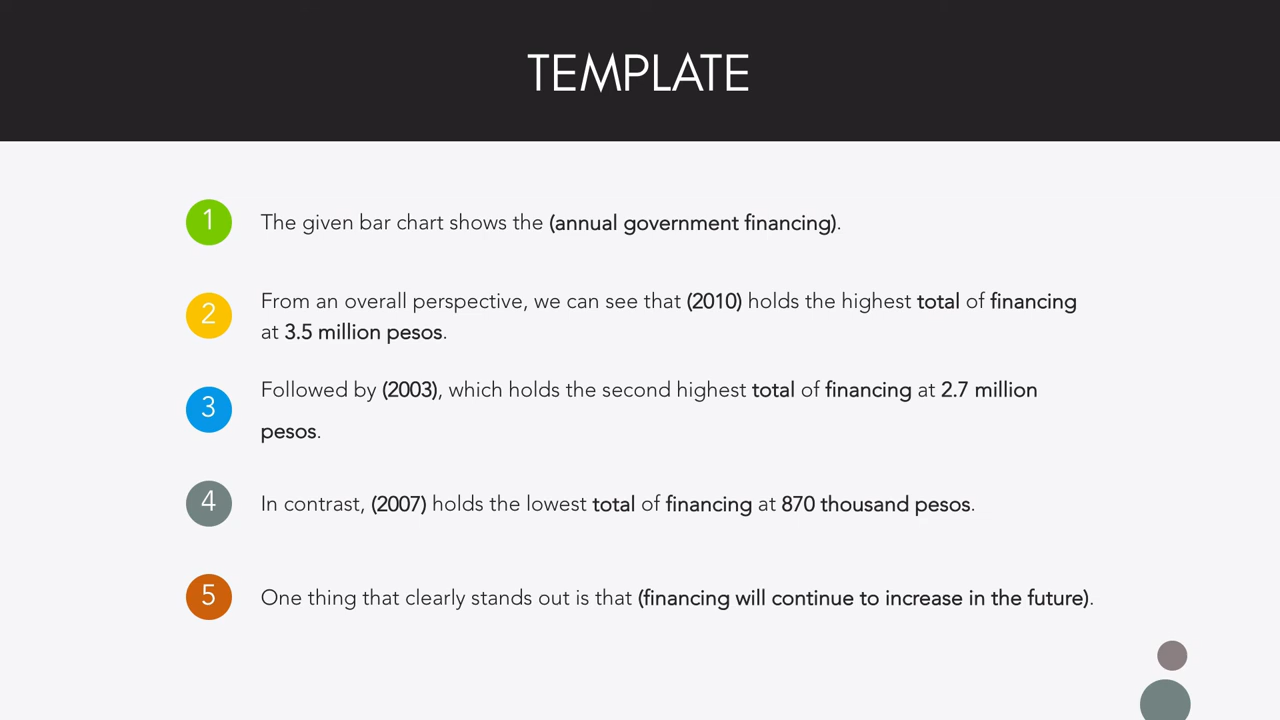 TEMPLATE
1 The given bar chart shows the (annual government financing).
2 From an overall perspective, we can see that (2010) holds the highest total of financing
at 3.5 million pesos.
3 Followed by (2003), which holds the second highest total of financing at 2.7 million
pesos.
4 In contrast, (2007) holds the lowest total of financing at 870 thousand pesos.
5 One thing that clearly stands out is that (financing will continue to increase in the future).